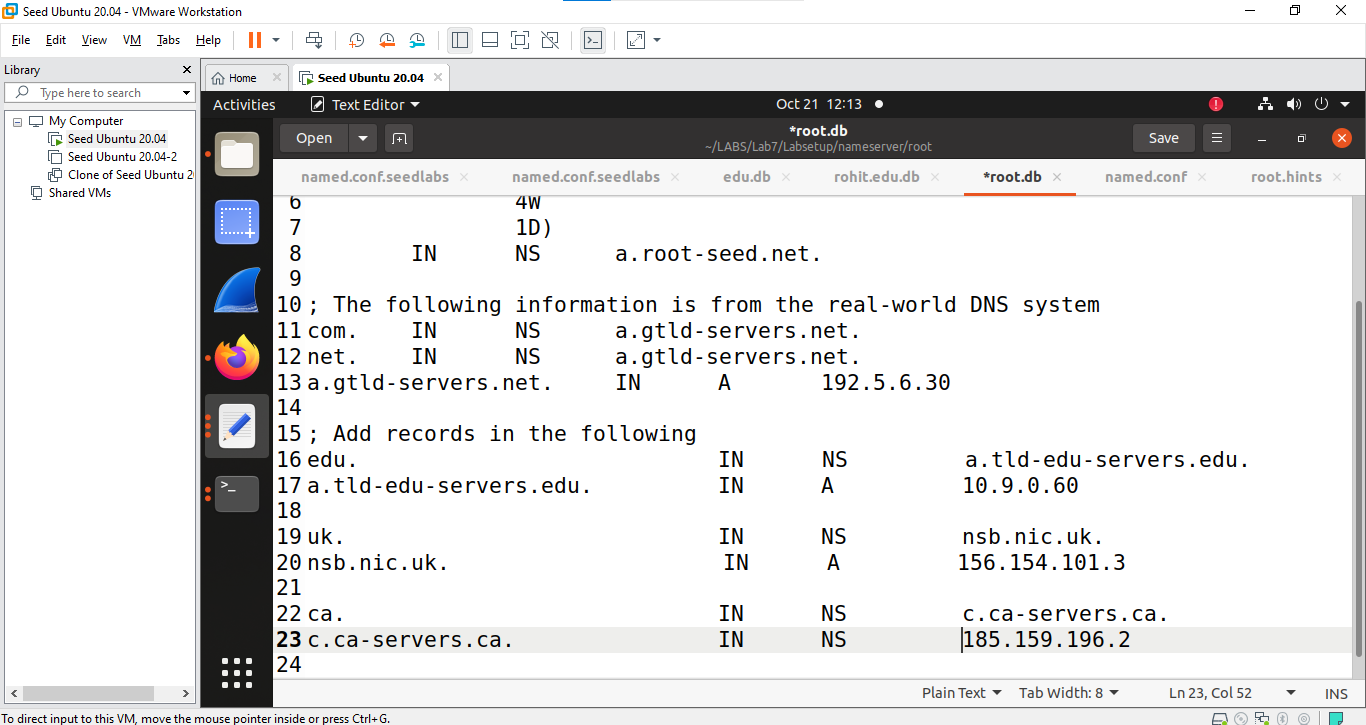 Seed Ubuntu 20.04 - VMware Workstation
File Edit View VM Tabs Help
Library
Type here to search
My Computer
Seed Ubuntu 20.04
Seed Ubuntu 20.04-2
Clone of Seed Ubuntu 2
Shared VMs
Home Seed Ubuntu 20.04
Activities Text Editor Oct 21 12:13
Open *root.db Save
~/LABS/Lab7/Labsetup/nameserver/root
named.conf.seedlabs named.conf.seedlabs edu.db rohit.edu.db *root.db named.conf root.hints
6 4W
7 1D)
8 IN NS a.root-seed.net.
9
10 ; The following information is from the real-world DNS system
11 com. IN NS a.gtld-servers.net.
12 net. IN NS a.gtld-servers.net.
13 a.gtld-servers.net. IN A 192.5.6.30
14
15 ; Add records in the following
16 edu. IN NS a.tld-edu-servers.edu.
17 a.tld-edu-servers.edu. IN A 10.9.0.60
18
19 uk. IN NS nsb.nic.uk.
20 nsb.nic.uk. IN A 156.154.101.3
21
22 ca. IN NS c.ca-servers.ca.
23 c.ca-servers.ca. IN NS 185.159.196.2
24
Plain Text Tab Width: 8 Ln 23, Col 52 INS
To direct input to this VM, move the mouse pointer inside or press Ctrl+G.